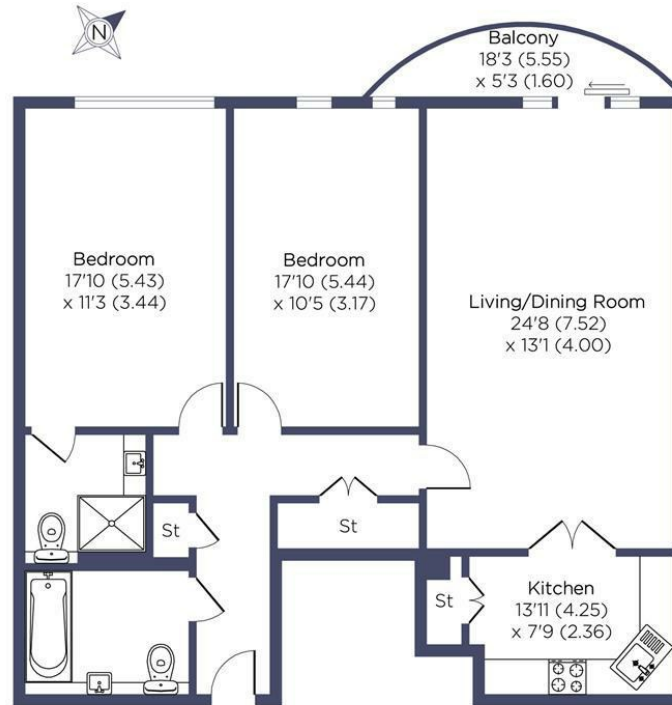 N
Balcony
18'3 (5.55)
x 5'3 (1.60)
Bedroom
17'10 (5.43)
x 11'3 (3.44)
Bedroom
17'10 (5.44)
x 10'5 (3.17)
Living/Dining Room
24'8 (7.52)
x 13'1 (4.00)
St
St
St
Kitchen
13'11 (4.25)
x 7'9 (2.36)